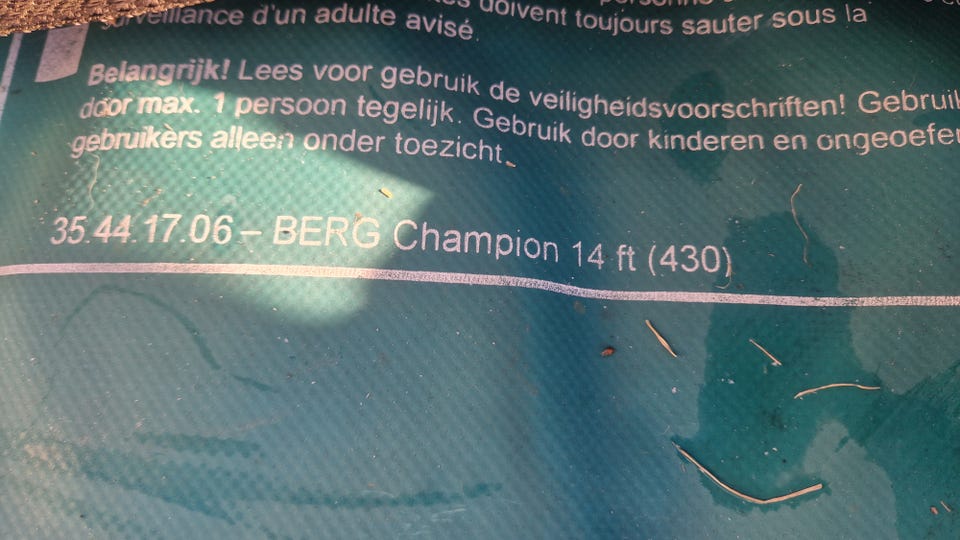 doivent toujours sauter sous la
surveillance d'un adulte avisé.
Belangrijk! Lees voor gebruik de veiligheidsvoorschriften! Gebruik
door max. 1 persoon tegelijk. Gebruik door kinderen en ongeoefen
gebruikers alleen onder toezicht.
35.44.17.06 – BERG Champion 14 ft (430)